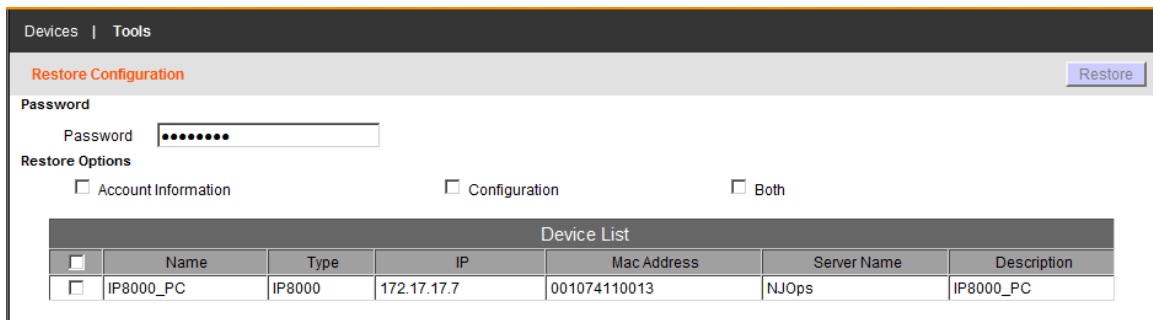 Devices | Tools
Restore Configuration Restore
Password
Password ••••••••
Restore Options
Account Information Configuration Both
Device List
Name Type IP Mac Address Server Name Description
IP8000_PC IP8000 172.17.17.7 001074110013 NJOps IP8000_PC